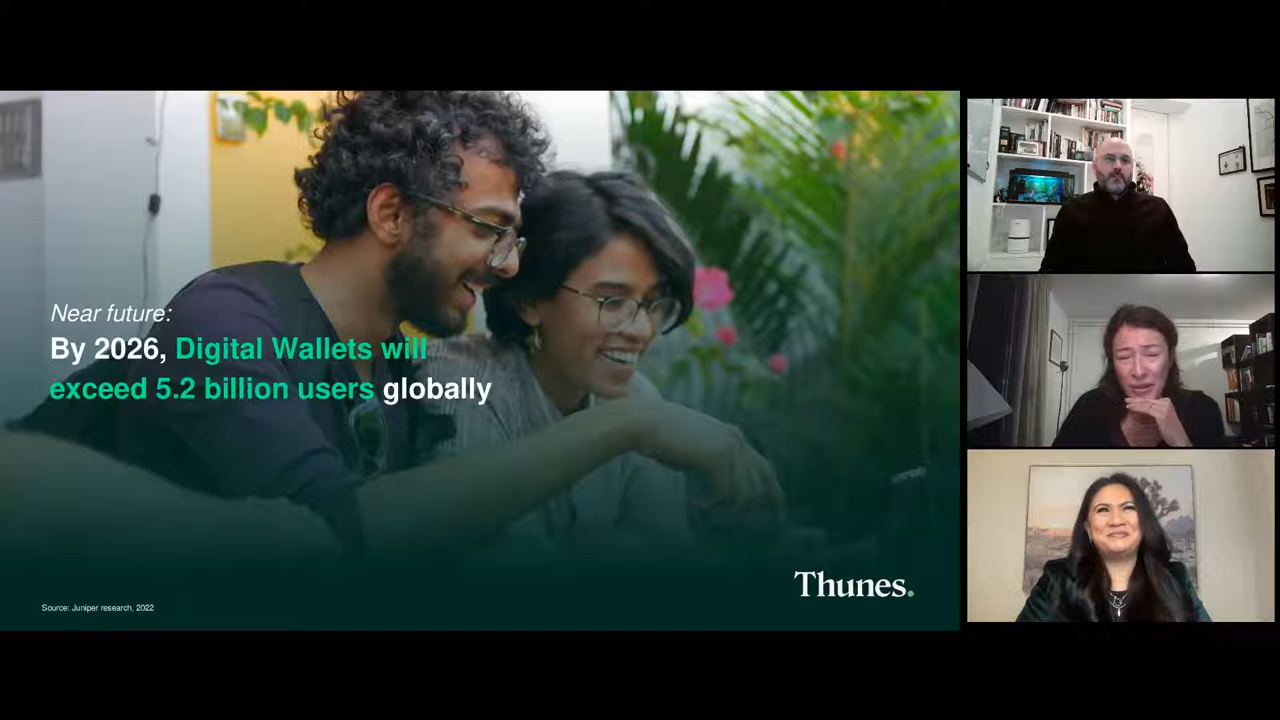 Near future:
By 2026, Digital Wallets will
exceed 5.2 billion users globally
Thunes.
Source: Juniper research, 2022